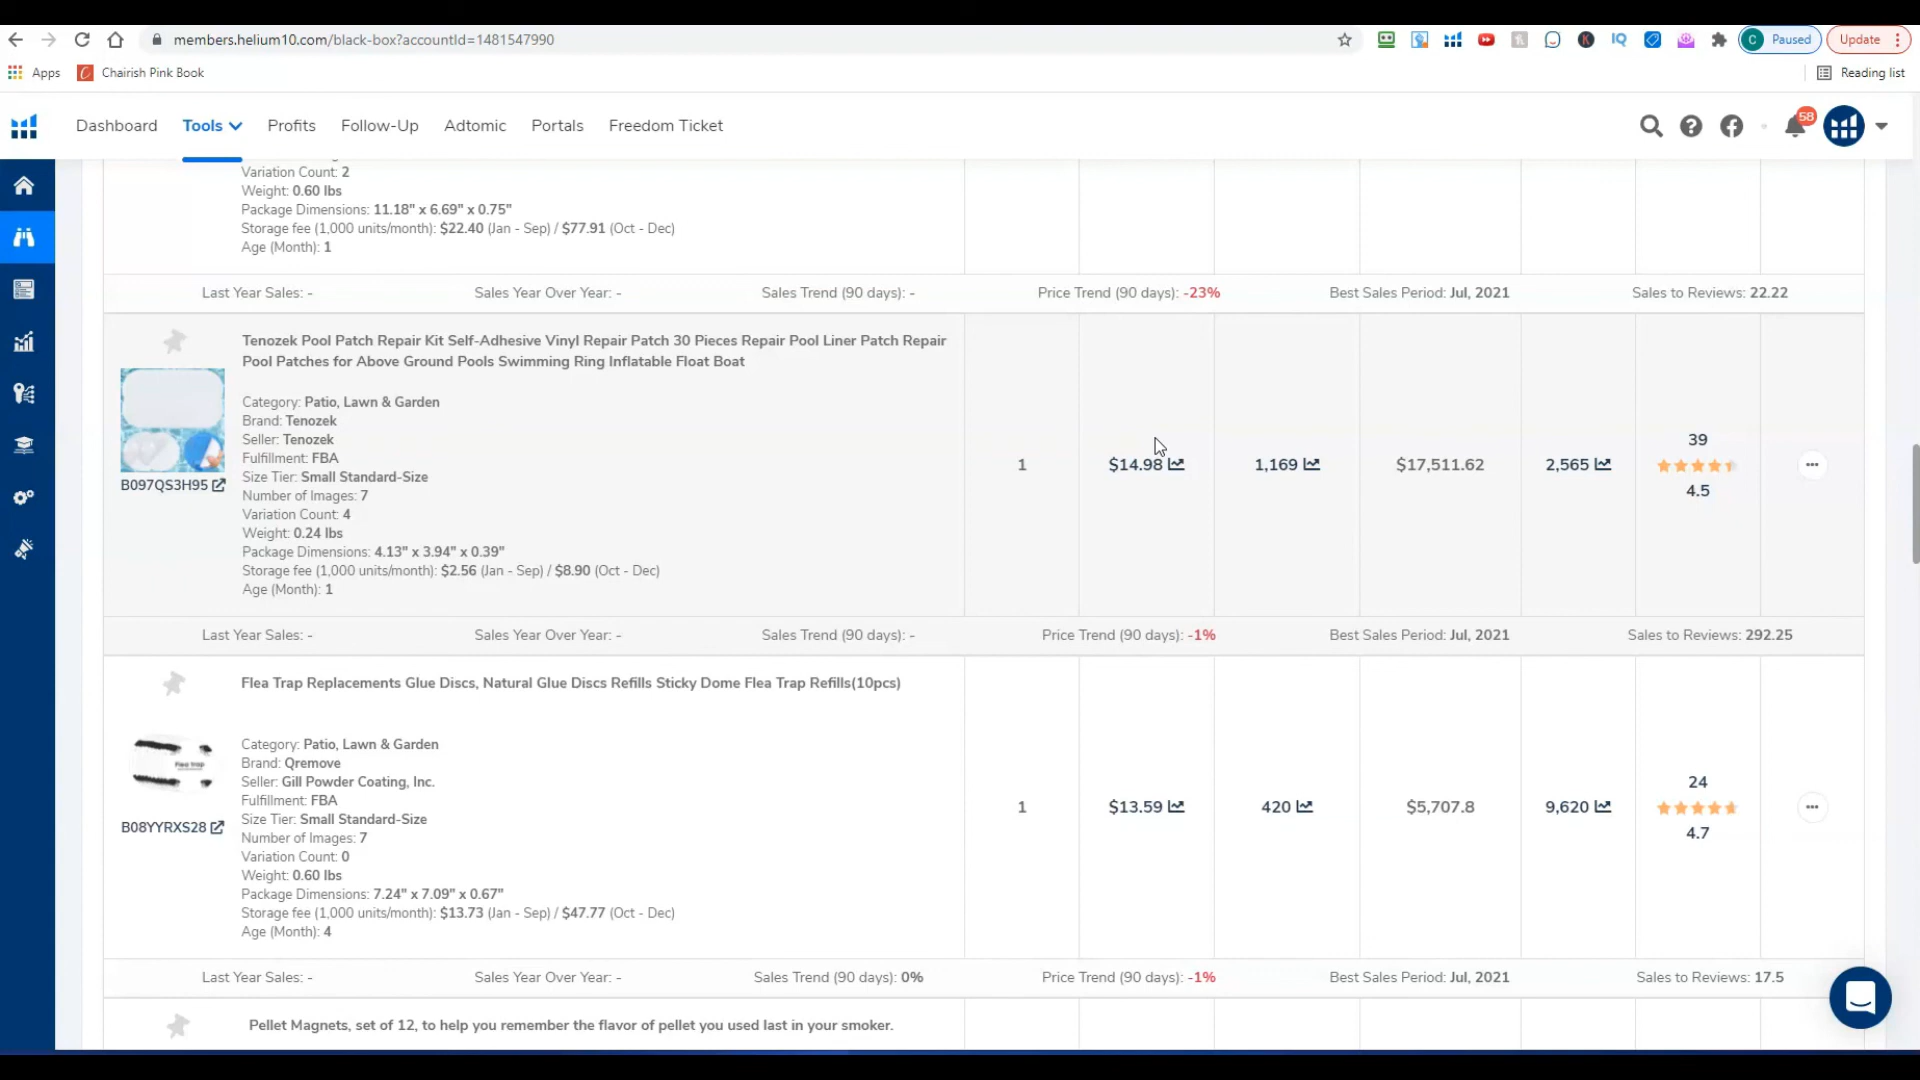 members.helium10.com/black-box?accountId=1481547990
IQ
C Paused
Update
Apps
Chairish Pink Book
Reading list
Dashboard
Tools
Profits
Follow-Up
Adtomic
Portals
Freedom Ticket
58
Variation Count: 2
Weight: 0.60 lbs
Package Dimensions: 11.18" x 6.69" x 0.75"
Storage fee (1,000 units/month): $22.40 (Jan - Sep) / $77.91 (Oct - Dec)
Age (Month): 1
Last Year Sales: -
Sales Year Over Year: -
Sales Trend (90 days): -
Price Trend (90 days): -23%
Best Sales Period: Jul, 2021
Sales to Reviews: 22.22
Tenozek Pool Patch Repair Kit Self-Adhesive Vinyl Repair Patch 30 Pieces Repair Pool Liner Patch Repair
Pool Patches for Above Ground Pools Swimming Ring Inflatable Float Boat
B097QS3H95
Category: Patio, Lawn & Garden
Brand: Tenozek
Seller: Tenozek
Fulfillment: FBA
Size Tier: Small Standard-Size
Number of Images: 7
Variation Count: 4
Weight: 0.24 lbs
Package Dimensions: 4.13" x 3.94" x 0.39"
Storage fee (1,000 units/month): $2.56 (Jan - Sep) / $8.90 (Oct - Dec)
Age (Month): 1
1
$14.98
1,169
$17,511.62
2,565
39
4.5
Last Year Sales: -
Sales Year Over Year: -
Sales Trend (90 days): -
Price Trend (90 days): -1%
Best Sales Period: Jul, 2021
Sales to Reviews: 292.25
Flea Trap Replacements Glue Discs, Natural Glue Discs Refills Sticky Dome Flea Trap Refills(10pcs)
Flea trap
B08YYRXS28
Category: Patio, Lawn & Garden
Brand: Qremove
Seller: Gill Powder Coating, Inc.
Fulfillment: FBA
Size Tier: Small Standard-Size
Number of Images: 7
Variation Count: 0
Weight: 0.60 lbs
Package Dimensions: 7.24" x 7.09" x 0.67"
Storage fee (1,000 units/month): $13.73 (Jan - Sep) / $47.77 (Oct - Dec)
Age (Month): 4
1
$13.59
420
$5,707.8
9,620
24
4.7
Last Year Sales: -
Sales Year Over Year: -
Sales Trend (90 days): 0%
Price Trend (90 days): -1%
Best Sales Period: Jul, 2021
Sales to Reviews: 17.5
Pellet Magnets, set of 12, to help you remember the flavor of pellet you used last in your smoker.